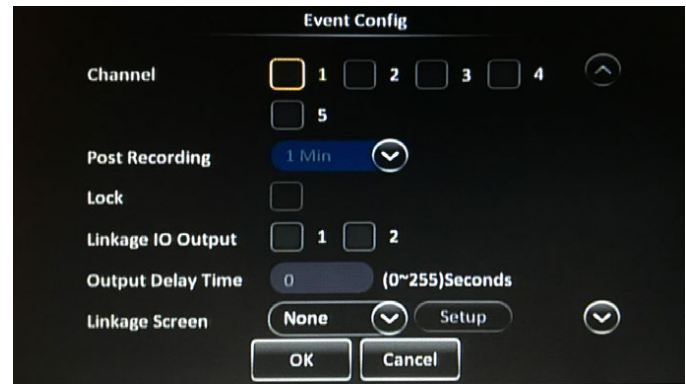 Event Config
Channel 1 2 3 4
5
Post Recording 1 Min
Lock
Linkage IO Output 1 2
Output Delay Time 0 (0~255)Seconds
Linkage Screen None Setup
OK Cancel